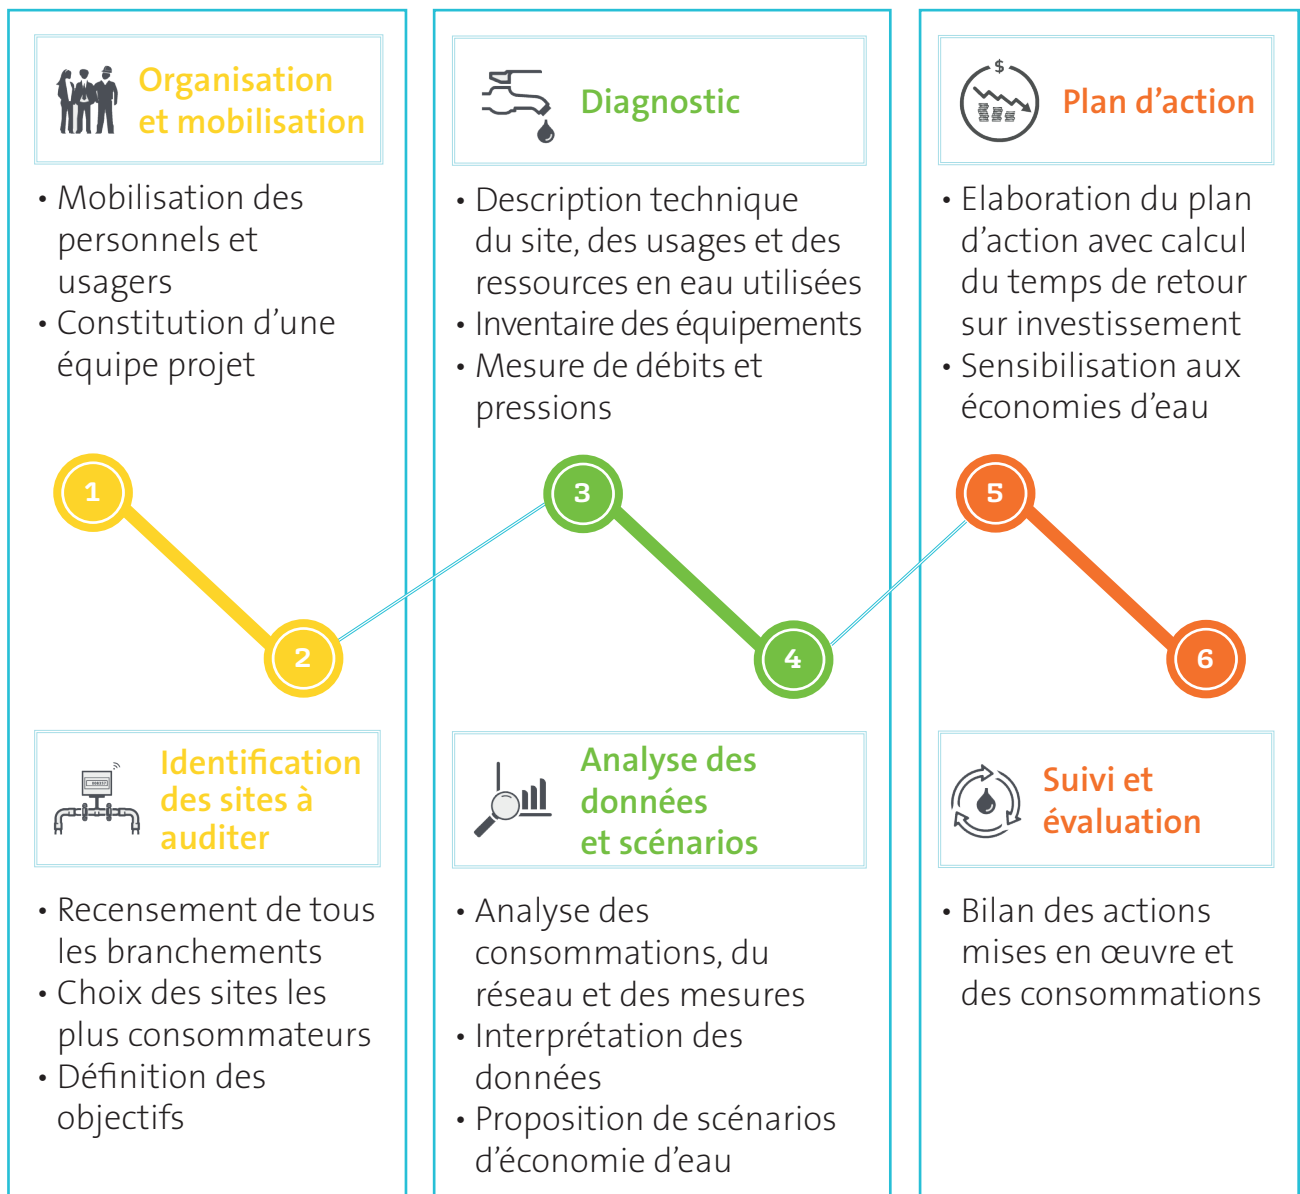 Organisation
et mobilisation
• Mobilisation des
personnels et
usagers
• Constitution d’une
équipe projet
1
2
Identification
des sites à
auditer
• Recensement de tous
les branchements
• Choix des sites les
plus consommateurs
• Définition des
objectifs
Diagnostic
• Description technique
du site, des usages et des
ressources en eau utilisées
• Inventaire des équipements
• Mesure de débits et
pressions
3
4
Analyse des
données
et scénarios
• Analyse des
consommations, du
réseau et des mesures
• Interprétation des
données
• Proposition de scénarios
d’économie d’eau
$
Plan d’action
• Elaboration du plan
d’action avec calcul
du temps de retour
sur investissement
• Sensibilisation aux
économies d’eau
5
6
Suivi et
évaluation
• Bilan des actions
mises en œuvre et
des consommations